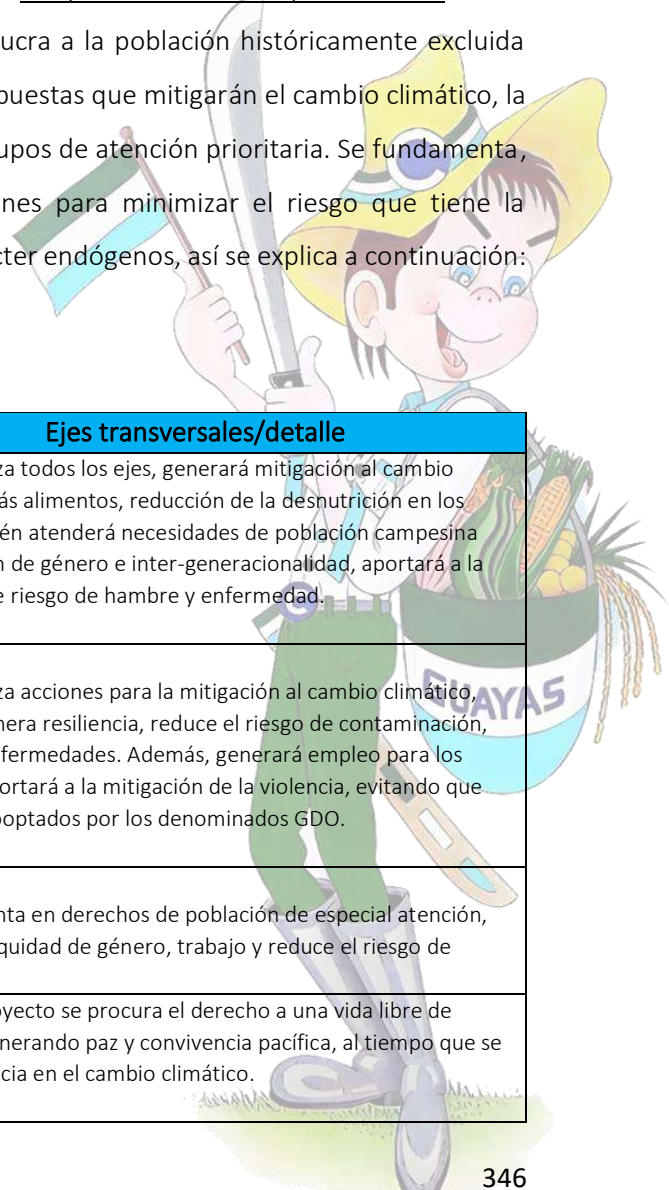 ucra a la población históricamente excluida
puestas que mitigarán el cambio climático, la
upos de atención prioritaria. Se fundamenta,
nes para minimizar el riesgo que tiene la
cter endógenos, así se explica a continuación:
Ejes transversales/detalle
za todos los ejes, generará mitigación al cambio
ás alimentos, reducción de la desnutrición en los
én atenderá necesidades de población campesina
n de género e inter-generacionalidad, aportará a la
e riesgo de hambre y enfermedad.
za acciones para la mitigación al cambio climático,
nera resiliencia, reduce el riesgo de contaminación,
fermedades. Además, generará empleo para los
ortará a la mitigación de la violencia, evitando que
optados por los denominados GDO.
nta en derechos de población de especial atención,
quidad de género, trabajo y reduce el riesgo de
oyecto se procura el derecho a una vida libre de
nerando paz y convivencia pacífica, al tiempo que se
cia en el cambio climático.
GUAYAS
346